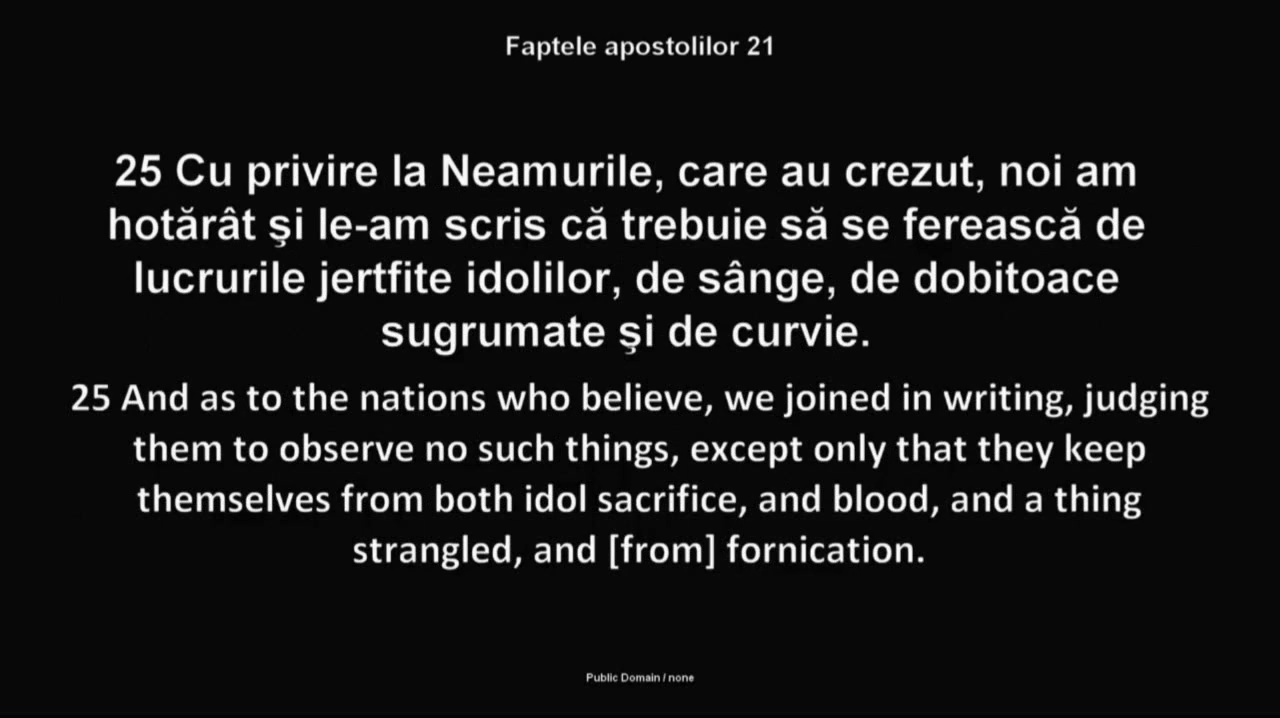 Faptele apostolilor 21
25 Cu privire la Neamurile, care au crezut, noi am
hotărât şi le-am scris că trebuie să se ferească de
lucrurile jertfite idolilor, de sânge, de dobitoace
sugrumate şi de curvie.
25 And as to the nations who believe, we joined in writing, judging
them to observe no such things, except only that they keep
themselves from both idol sacrifice, and blood, and a thing
strangled, and [from] fornication.
Public Domain / none